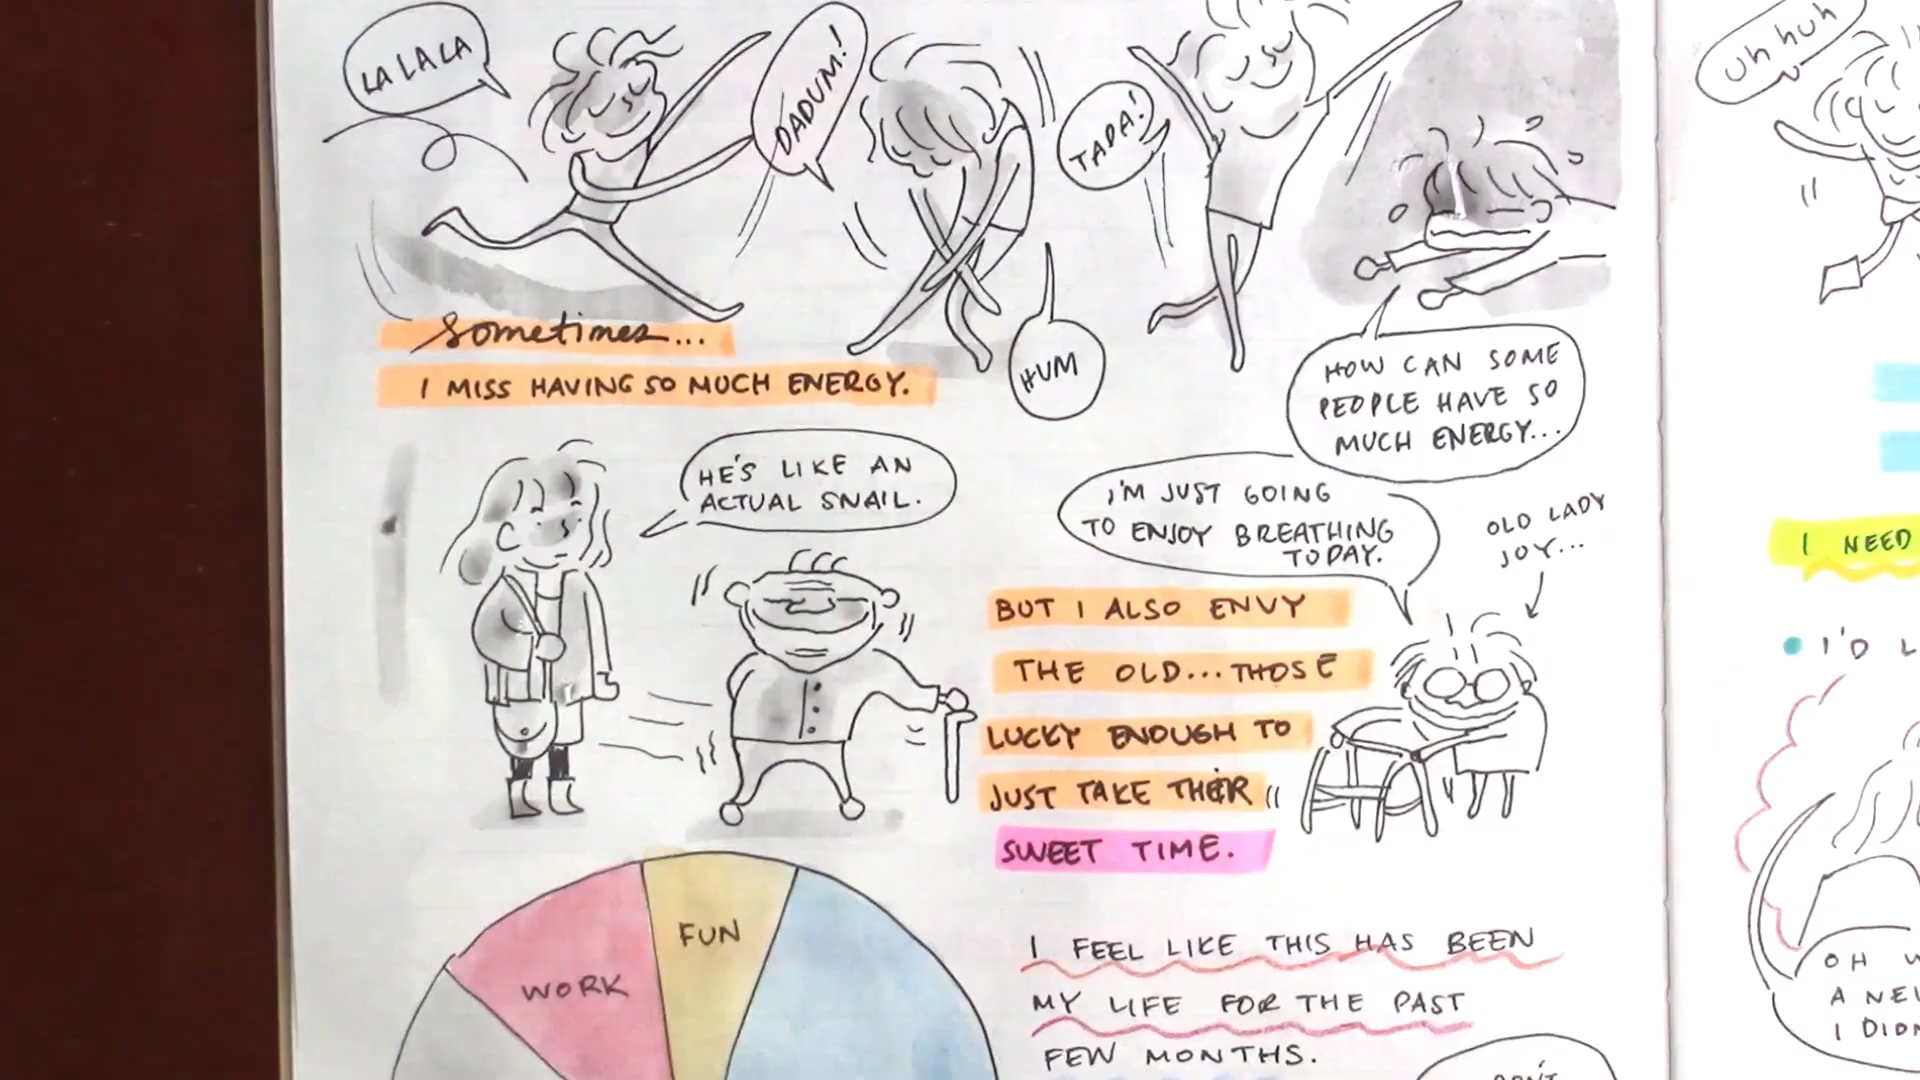 LA LA LA
DADUM!
HUM
TADA!
HOW CAN SOME
PEOPLE HAVE SO
MUCH ENERGY...
Sometimes...
I MISS HAVING SO MUCH ENERGY.
HE'S LIKE AN
ACTUAL SNAIL.
I'M JUST GOING
TO ENJOY BREATHING
TODAY.
OLD LADY
JOY...
BUT I ALSO ENVY
THE OLD... THOSE
LUCKY ENOUGH TO
JUST TAKE THEIR
SWEET TIME.
WORK
FUN
I FEEL LIKE THIS HAS BEEN
MY LIFE FOR THE PAST
FEW MONTHS.
Uh huh
I NEED
I'D
OH
A
I